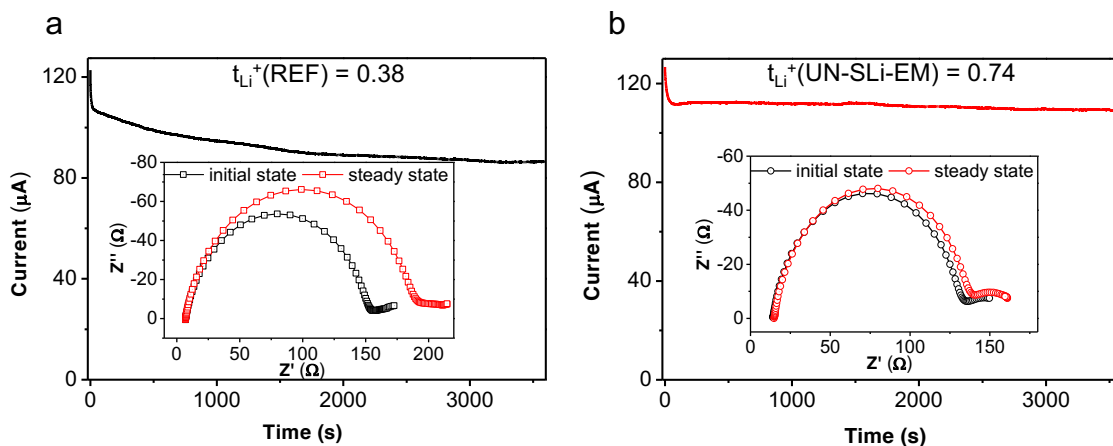 a
t_Li⁺(REF) = 0.38
120
80
40
0
Current (μA)
0
1000
2000
3000
Time (s)
-80
-60
-40
-20
0
Z'' (Ω)
initial state
steady state
0
50
100
150
200
Z' (Ω)
b
t_Li⁺(UN-SLi-EM) = 0.74
120
80
40
0
Current (μA)
0
1000
2000
3000
Time (s)
-60
-40
-20
0
Z'' (Ω)
initial state
steady state
0
50
100
150
Z' (Ω)